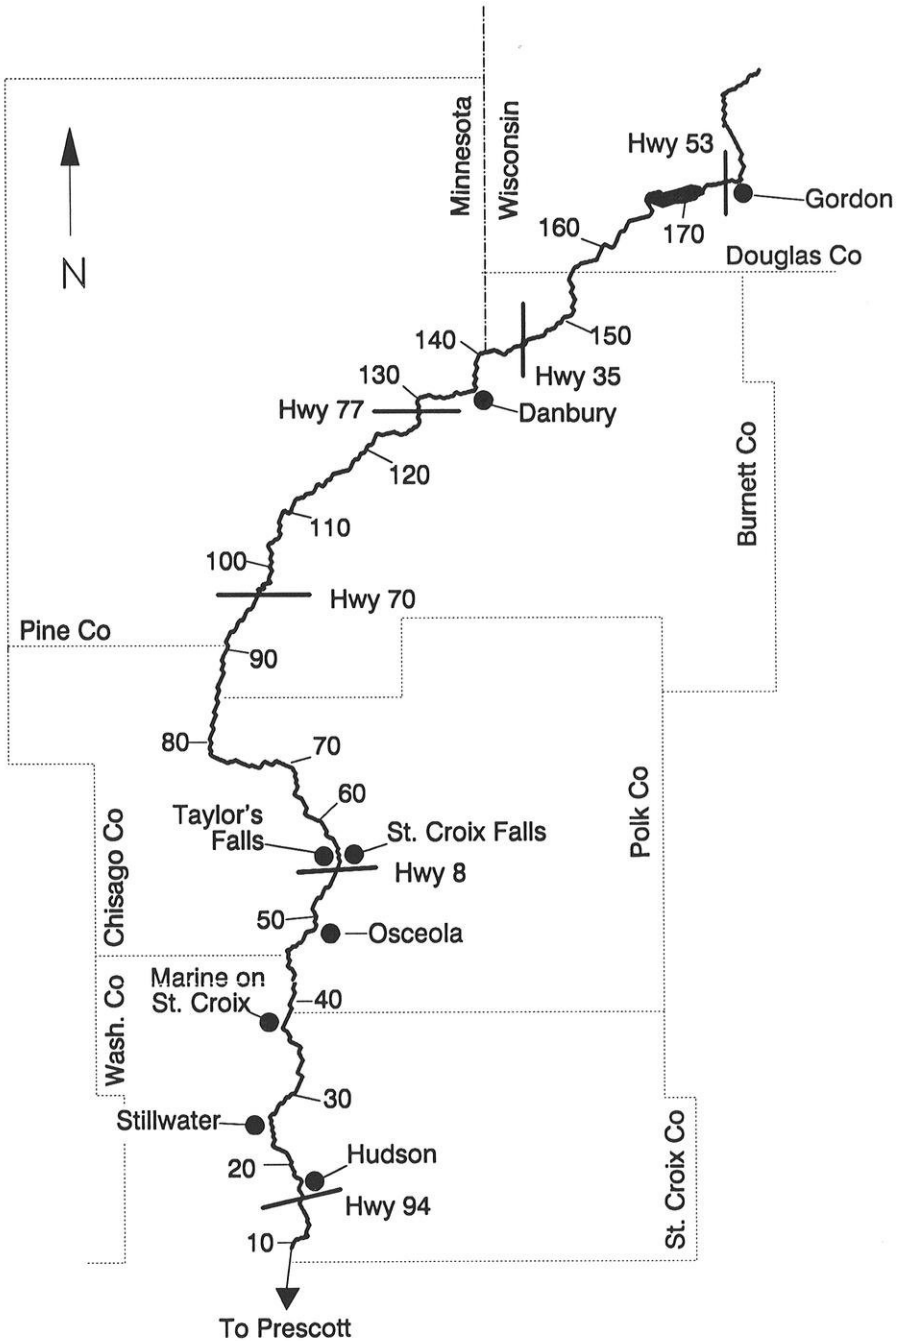 Minnesota
Wisconsin
Hwy 53
Gordon
170
160
Douglas Co
150
140
Hwy 35
130
Hwy 77
Danbury
120
Burnett Co
110
100
Hwy 70
Pine Co
90
80
70
60
Polk Co
Taylor's
Falls
St. Croix Falls
Hwy 8
Chisago Co
50
Osceola
Marine on
St. Croix
40
Wash. Co
30
Stillwater
20
Hudson
Hwy 94
St. Croix Co
10
To Prescott
N